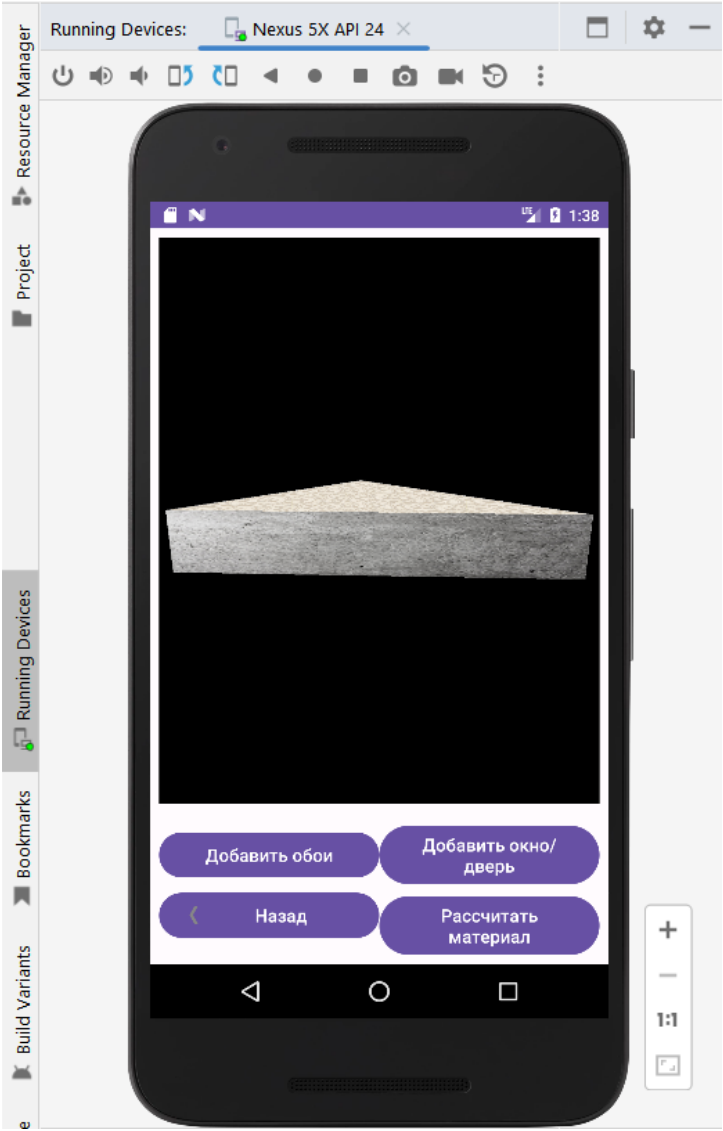 Running Devices:
Nexus 5X API 24
Resource Manager
Project
Running Devices
Bookmarks
Build Variants
LTE
1:38
Добавить обои
Добавить окно/
дверь
Назад
Рассчитать
материал
1:1